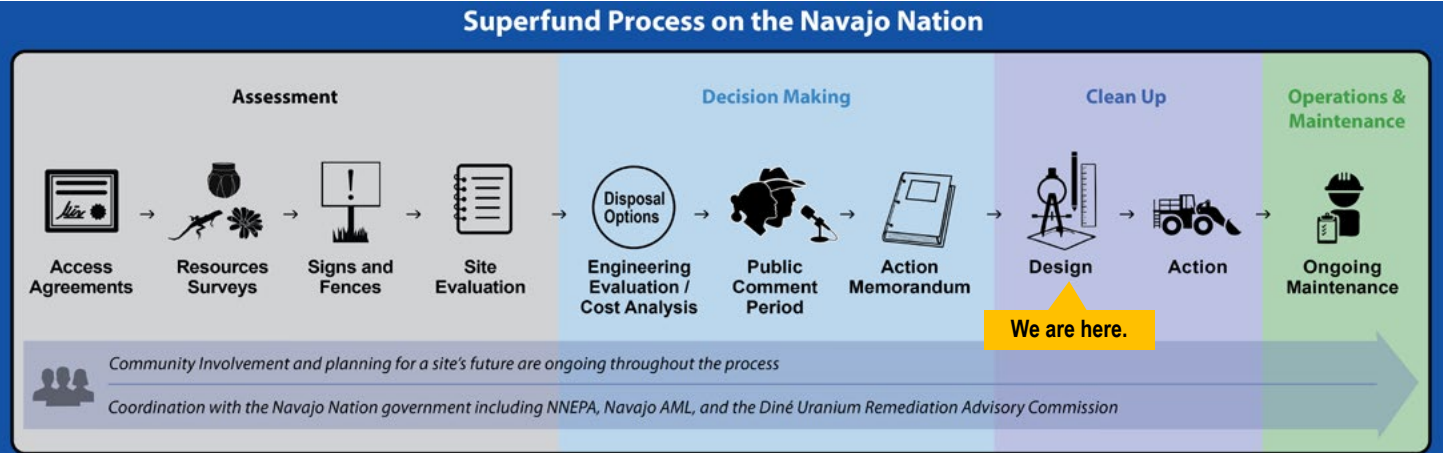 Superfund Process on the Navajo Nation
Assessment
Decision Making
Clean Up
Operations &
Maintenance
!
Disposal
Options
Access
Agreements
Resources
Surveys
Signs and
Fences
Site
Evaluation
Engineering
Evaluation /
Cost Analysis
Public
Comment
Period
Action
Memorandum
Design
Action
Ongoing
Maintenance
We are here.
Community Involvement and planning for a site's future are ongoing throughout the process
Coordination with the Navajo Nation government including NNEPA, Navajo AML, and the Diné Uranium Remediation Advisory Commission